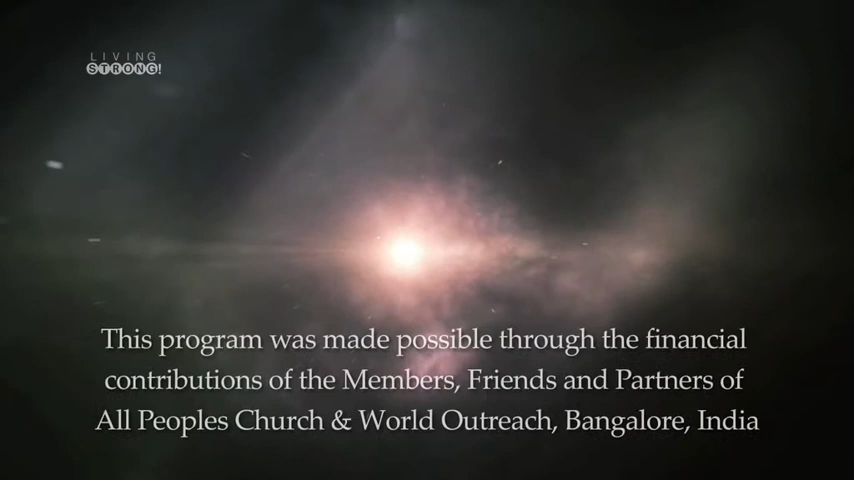 LIVING
STRONG!
This program was made possible through the financial
contributions of the Members, Friends and Partners of
All Peoples Church & World Outreach, Bangalore, India